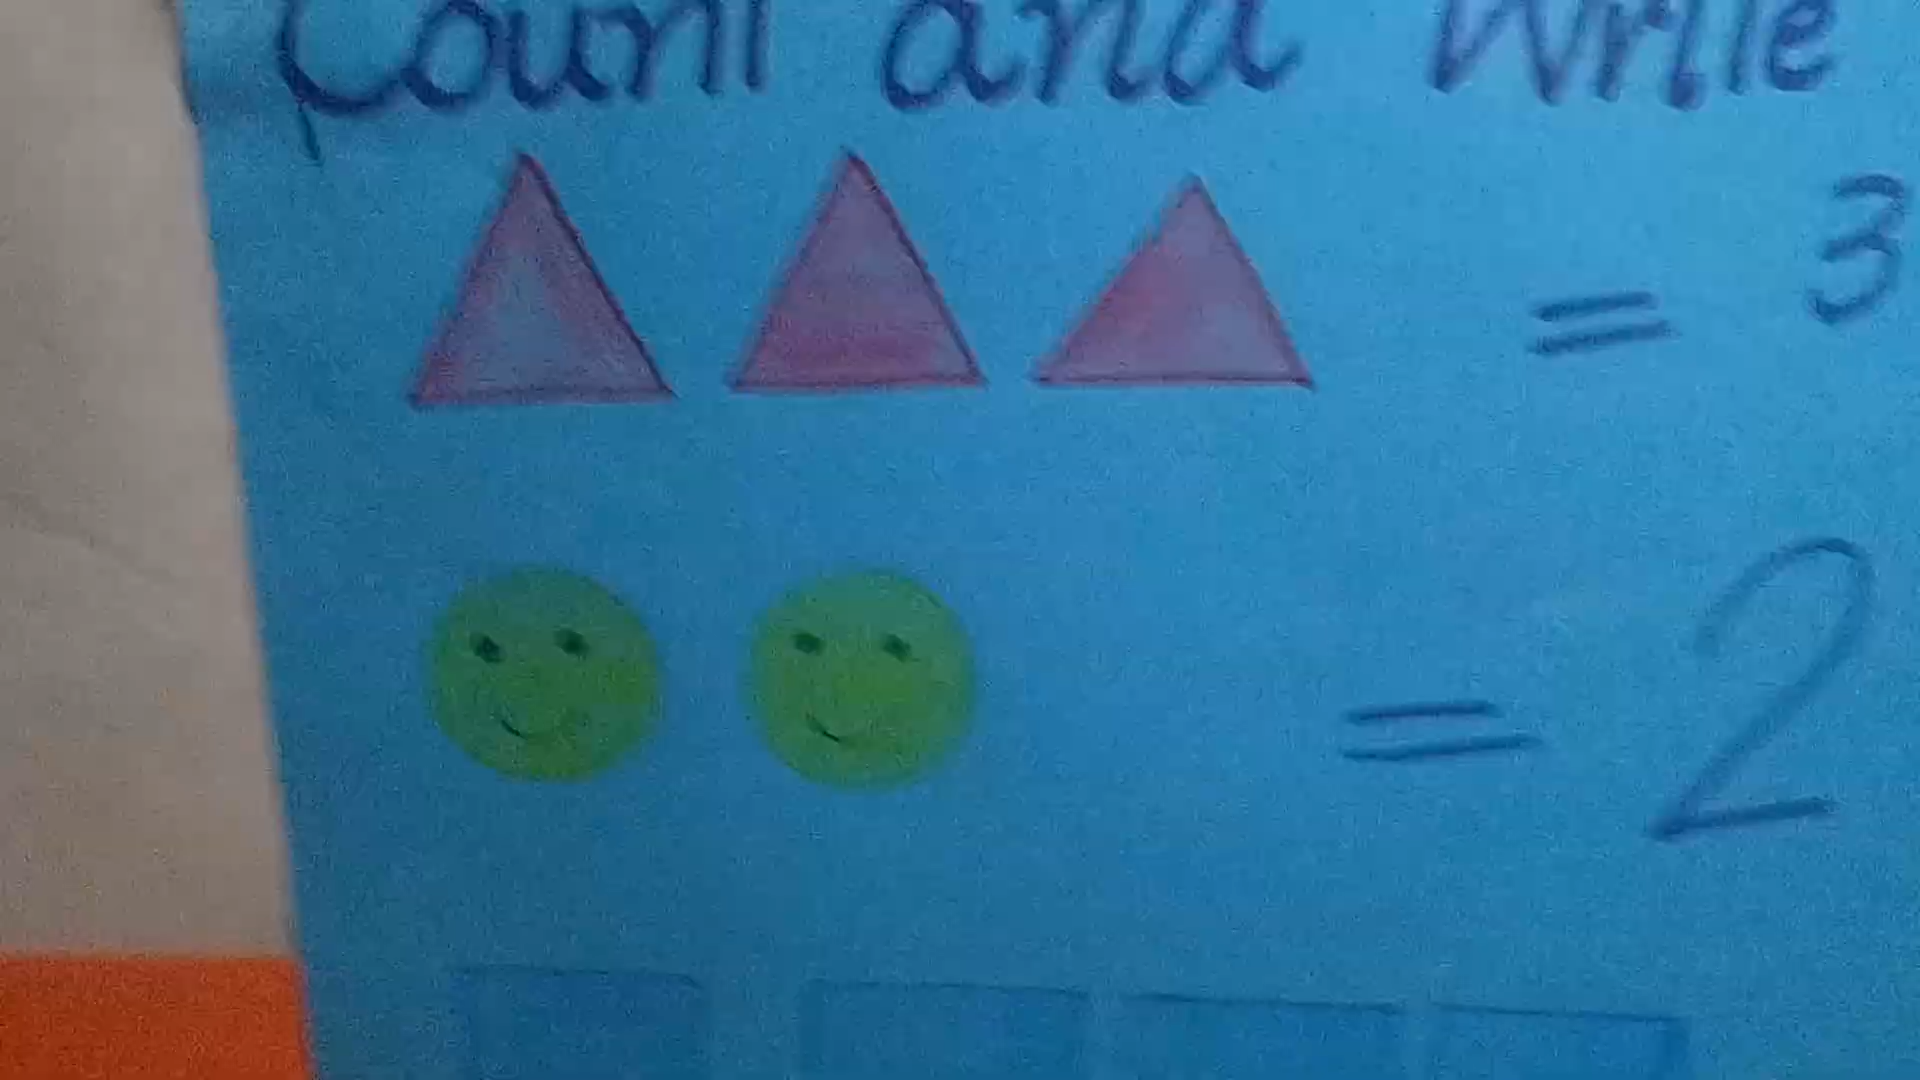 Count and Write
= 3
= 2